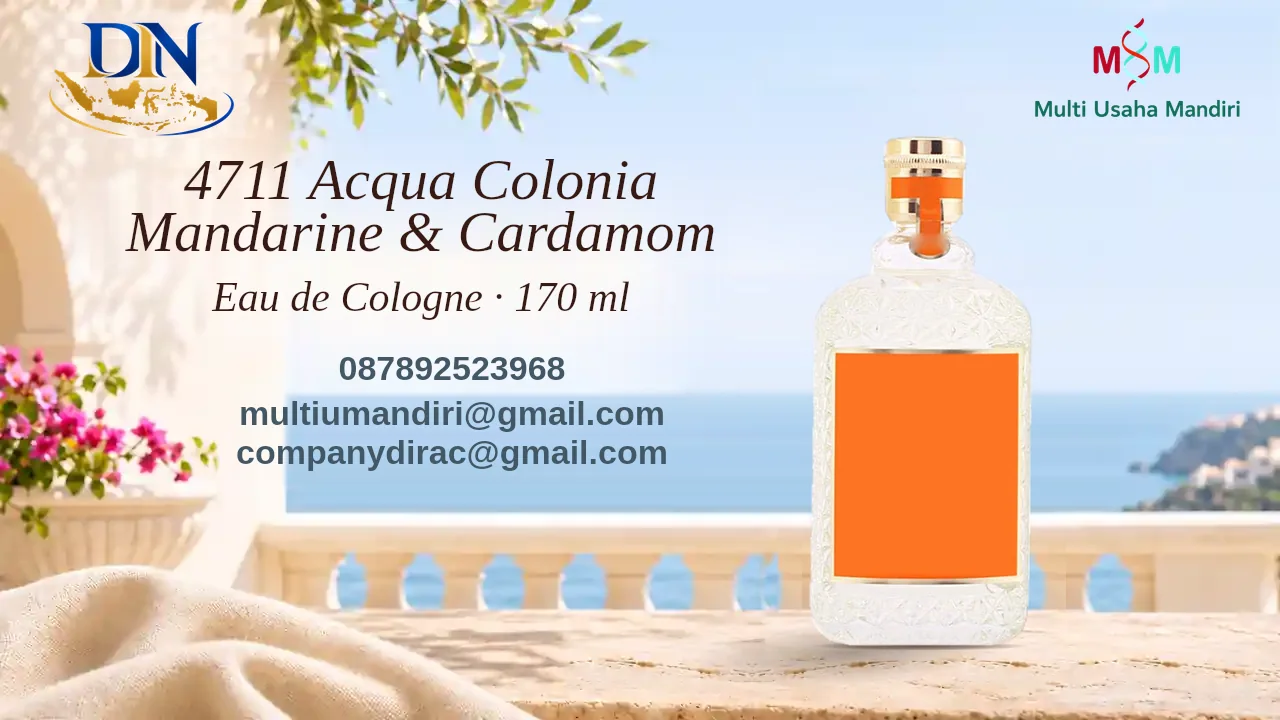 DIN
MSM
Multi Usaha Mandiri
4711 Acqua Colonia
Mandarine & Cardamom
Eau de Cologne · 170 ml
087892523968
multiumandiri@gmail.com
companydirac@gmail.com